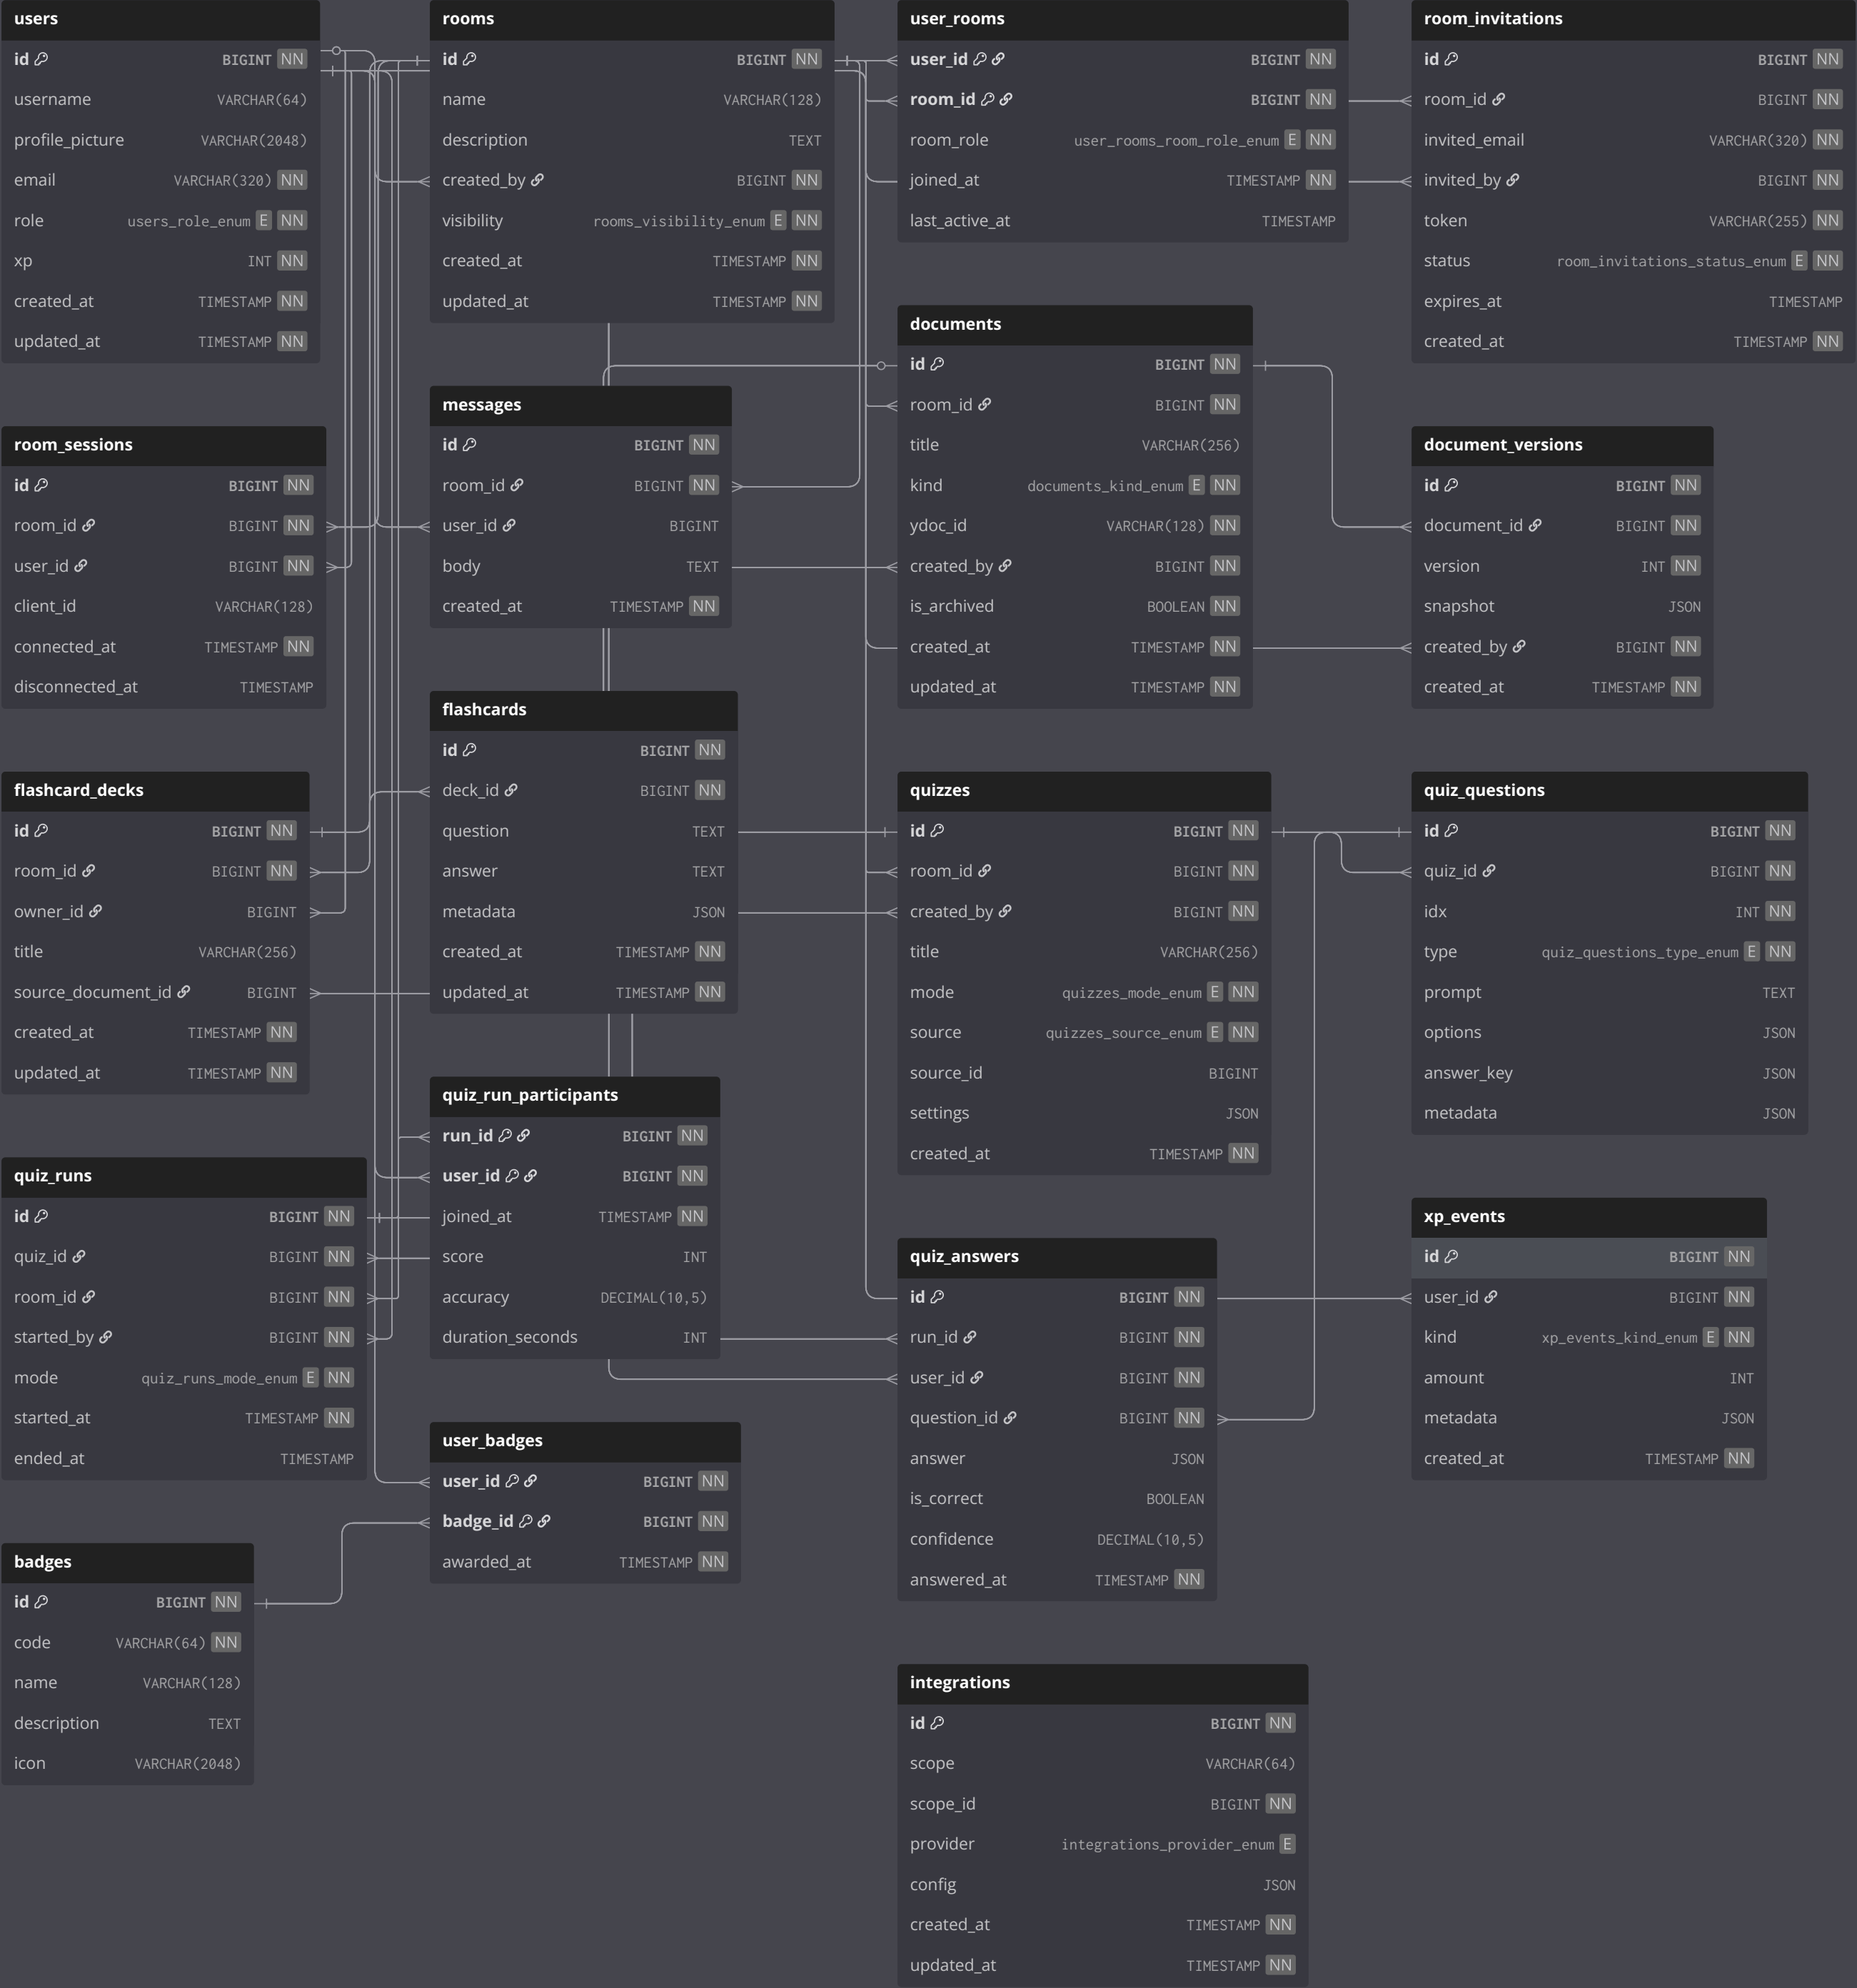 users
id BIGINT NN
username VARCHAR(64)
profile_picture VARCHAR(2048)
email VARCHAR(320) NN
role users_role_enum E NN
xp INT NN
created_at TIMESTAMP NN
updated_at TIMESTAMP NN
rooms
id BIGINT NN
name VARCHAR(128)
description TEXT
created_by BIGINT NN
visibility rooms_visibility_enum E NN
created_at TIMESTAMP NN
updated_at TIMESTAMP NN
user_rooms
user_id BIGINT NN
room_id BIGINT NN
room_role user_rooms_room_role_enum E NN
joined_at TIMESTAMP NN
last_active_at TIMESTAMP
room_invitations
id BIGINT NN
room_id BIGINT NN
invited_email VARCHAR(320) NN
invited_by BIGINT NN
token VARCHAR(255) NN
status room_invitations_status_enum E NN
expires_at TIMESTAMP
created_at TIMESTAMP NN
room_sessions
id BIGINT NN
room_id BIGINT NN
user_id BIGINT NN
client_id VARCHAR(128)
connected_at TIMESTAMP NN
disconnected_at TIMESTAMP
messages
id BIGINT NN
room_id BIGINT NN
user_id BIGINT
body TEXT
created_at TIMESTAMP NN
documents
id BIGINT NN
room_id BIGINT NN
title VARCHAR(256)
kind documents_kind_enum E NN
ydoc_id VARCHAR(128) NN
created_by BIGINT NN
is_archived BOOLEAN NN
created_at TIMESTAMP NN
updated_at TIMESTAMP NN
document_versions
id BIGINT NN
document_id BIGINT NN
version INT NN
snapshot JSON
created_by BIGINT NN
created_at TIMESTAMP NN
flashcard_decks
id BIGINT NN
room_id BIGINT NN
owner_id BIGINT
title VARCHAR(256)
source_document_id BIGINT
created_at TIMESTAMP NN
updated_at TIMESTAMP NN
flashcards
id BIGINT NN
deck_id BIGINT NN
question TEXT
answer TEXT
metadata JSON
created_at TIMESTAMP NN
updated_at TIMESTAMP NN
quizzes
id BIGINT NN
room_id BIGINT NN
created_by BIGINT NN
title VARCHAR(256)
mode quizzes_mode_enum E NN
source quizzes_source_enum E NN
source_id BIGINT
settings JSON
created_at TIMESTAMP NN
quiz_questions
id BIGINT NN
quiz_id BIGINT NN
idx INT NN
type quiz_questions_type_enum E NN
prompt TEXT
options JSON
answer_key JSON
metadata JSON
quiz_runs
id BIGINT NN
quiz_id BIGINT NN
room_id BIGINT NN
started_by BIGINT NN
mode quiz_runs_mode_enum E NN
started_at TIMESTAMP NN
ended_at TIMESTAMP
quiz_run_participants
run_id BIGINT NN
user_id BIGINT NN
joined_at TIMESTAMP NN
score INT
accuracy DECIMAL(10,5)
duration_seconds INT
quiz_answers
id BIGINT NN
run_id BIGINT NN
user_id BIGINT NN
question_id BIGINT NN
answer JSON
is_correct BOOLEAN
confidence DECIMAL(10,5)
answered_at TIMESTAMP NN
xp_events
id BIGINT NN
user_id BIGINT NN
kind xp_events_kind_enum E NN
amount INT
metadata JSON
created_at TIMESTAMP NN
badges
id BIGINT NN
code VARCHAR(64) NN
name VARCHAR(128)
description TEXT
icon VARCHAR(2048)
user_badges
user_id BIGINT NN
badge_id BIGINT NN
awarded_at TIMESTAMP NN
integrations
id BIGINT NN
scope VARCHAR(64)
scope_id BIGINT NN
provider integrations_provider_enum E
config JSON
created_at TIMESTAMP NN
updated_at TIMESTAMP NN